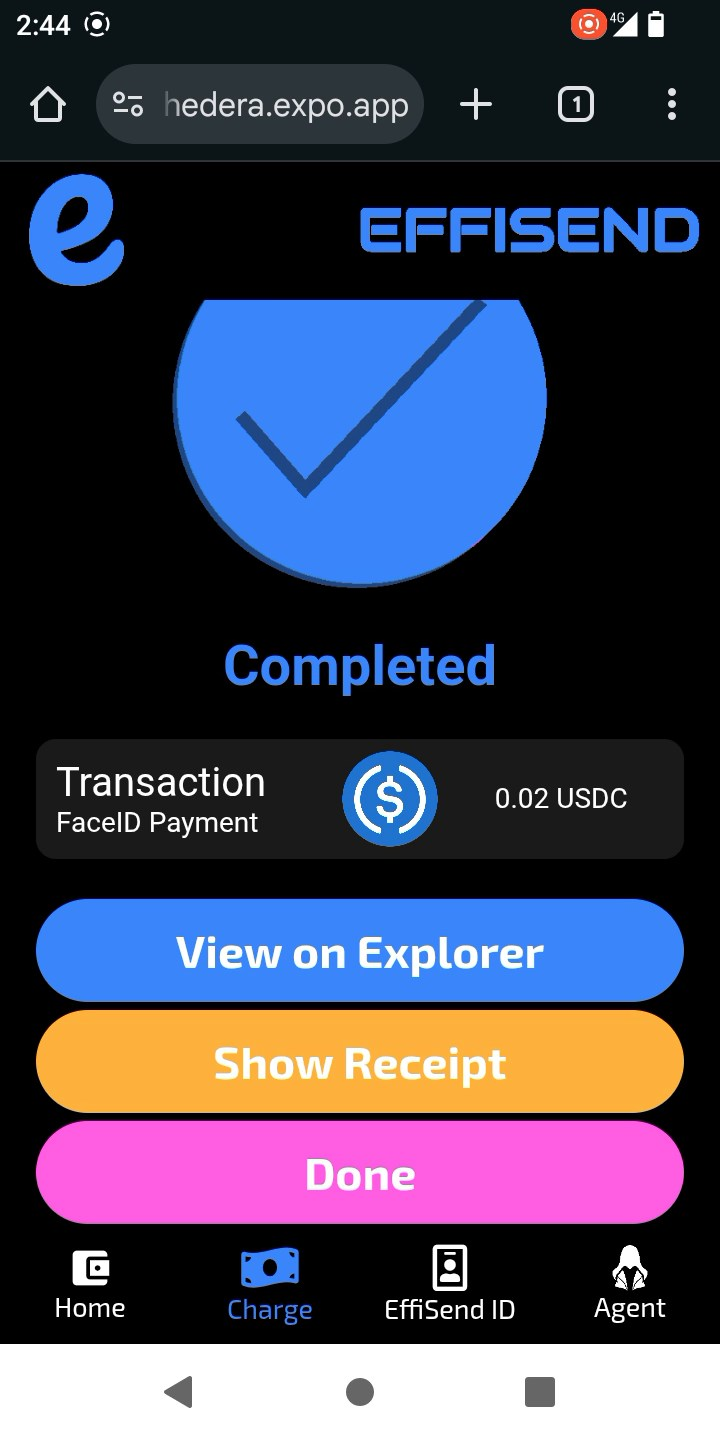 2:44
4G
hedera.expo.app
1
e
EFFISEND
Completed
Transaction
FaceID Payment
0.02 USDC
View on Explorer
Show Receipt
Done
Home
Charge
EffiSend ID
Agent